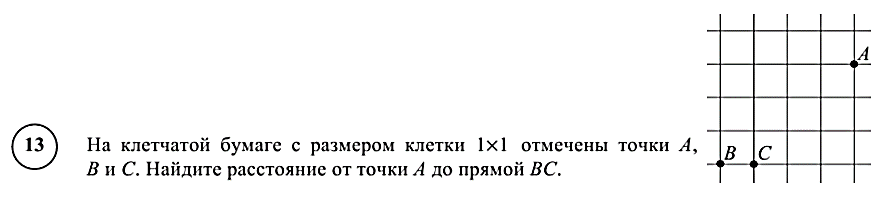 A
B C
13 На клетчатой бумаге с размером клетки 1×1 отмечены точки A,
B и C. Найдите расстояние от точки A до прямой BC.